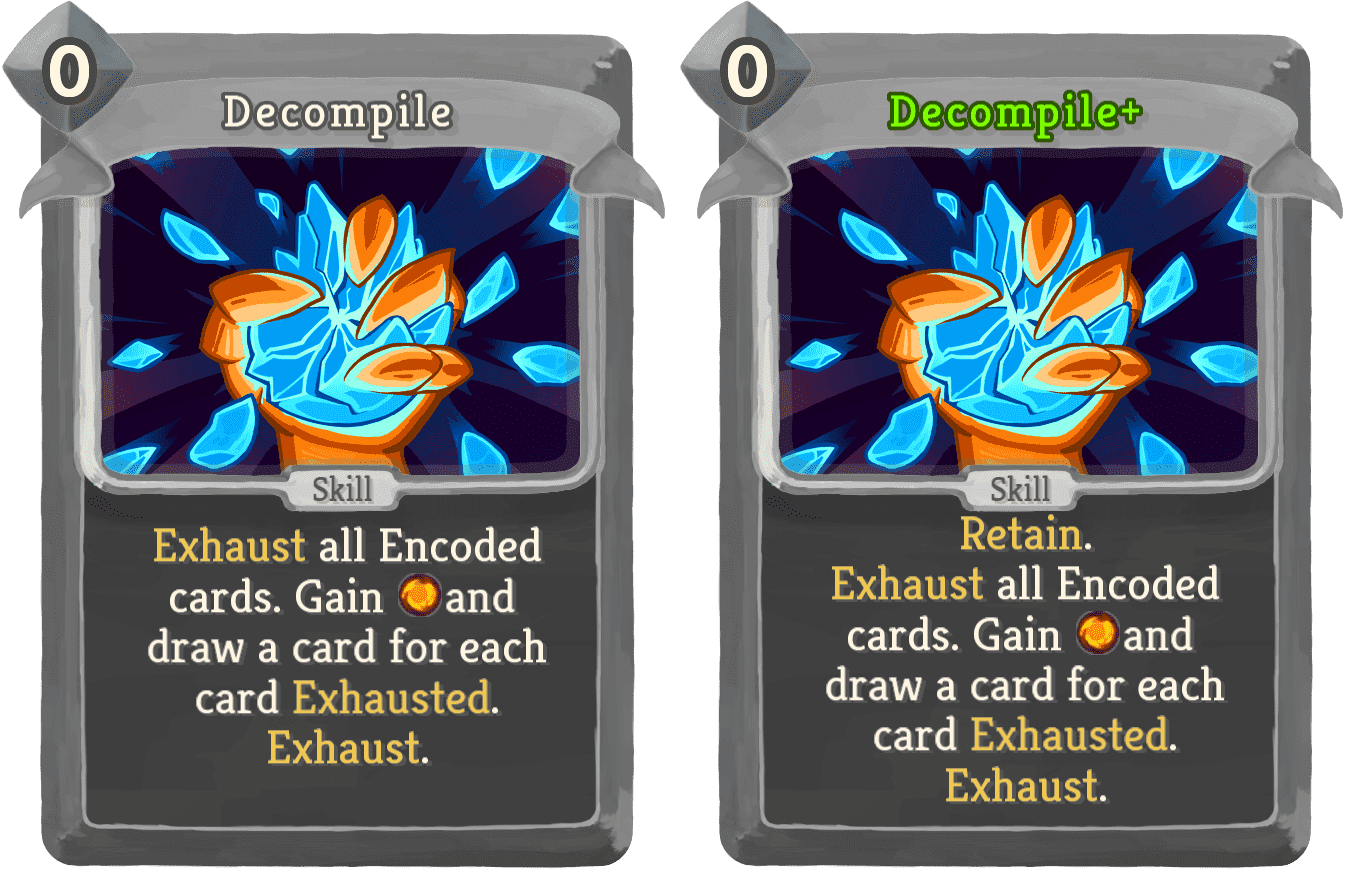 0
Decompile
Skill
Exhaust all Encoded
cards. Gain and
draw a card for each
card Exhausted.
Exhaust.
0
Decompile+
Skill
Retain.
Exhaust all Encoded
cards. Gain and
draw a card for each
card Exhausted.
Exhaust.